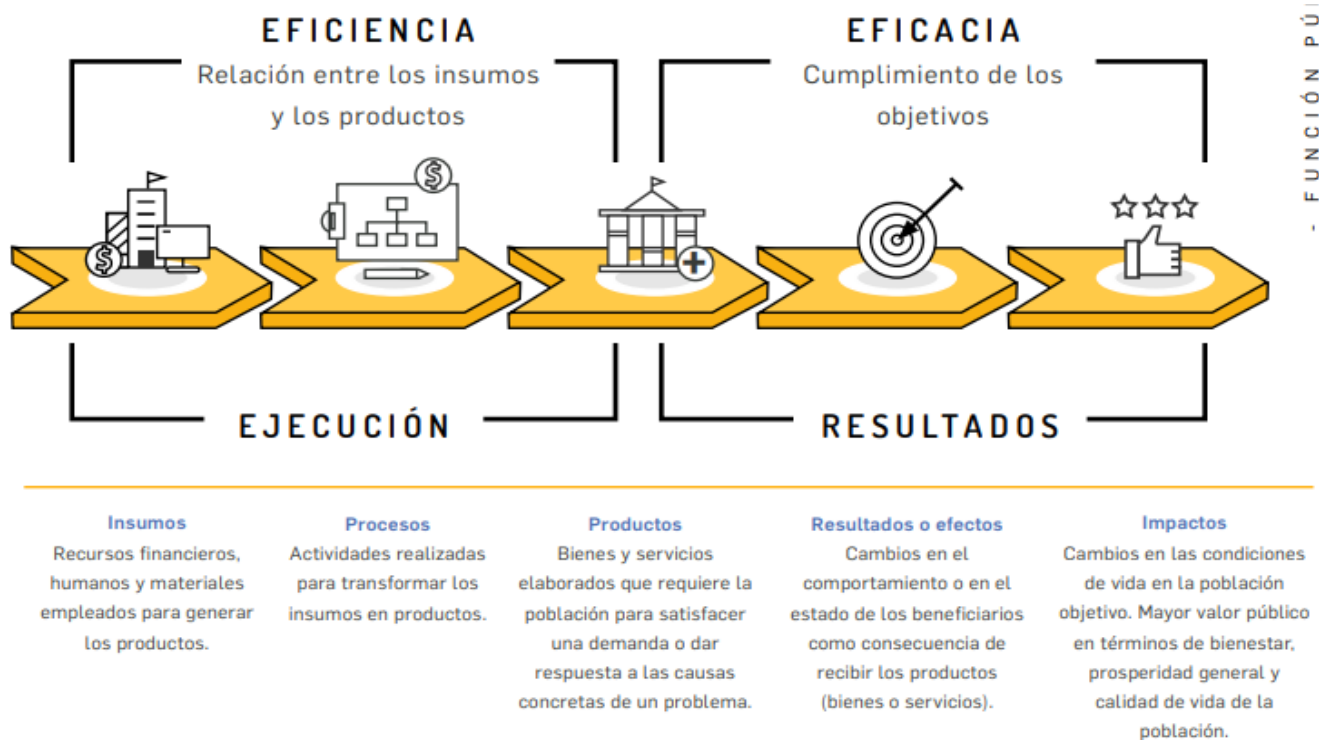 EFICIENCIA
Relación entre los insumos
y los productos
EFICACIA
Cumplimiento de los
objetivos
- FUNCIÓN
$
$
EJECUCIÓN
RESULTADOS
Insumos
Recursos financieros,
humanos y materiales
empleados para generar
los productos.
Procesos
Actividades realizadas
para transformar los
insumos en productos.
Productos
Bienes y servicios
elaborados que requiere la
población para satisfacer
una demanda o dar
respuesta a las causas
concretas de un problema.
Resultados o efectos
Cambios en el
comportamiento o en el
estado de los beneficiarios
como consecuencia de
recibir los productos
(bienes o servicios).
Impactos
Cambios en las condiciones
de vida en la población
objetivo. Mayor valor público
en términos de bienestar,
prosperidad general y
calidad de vida de la
población.